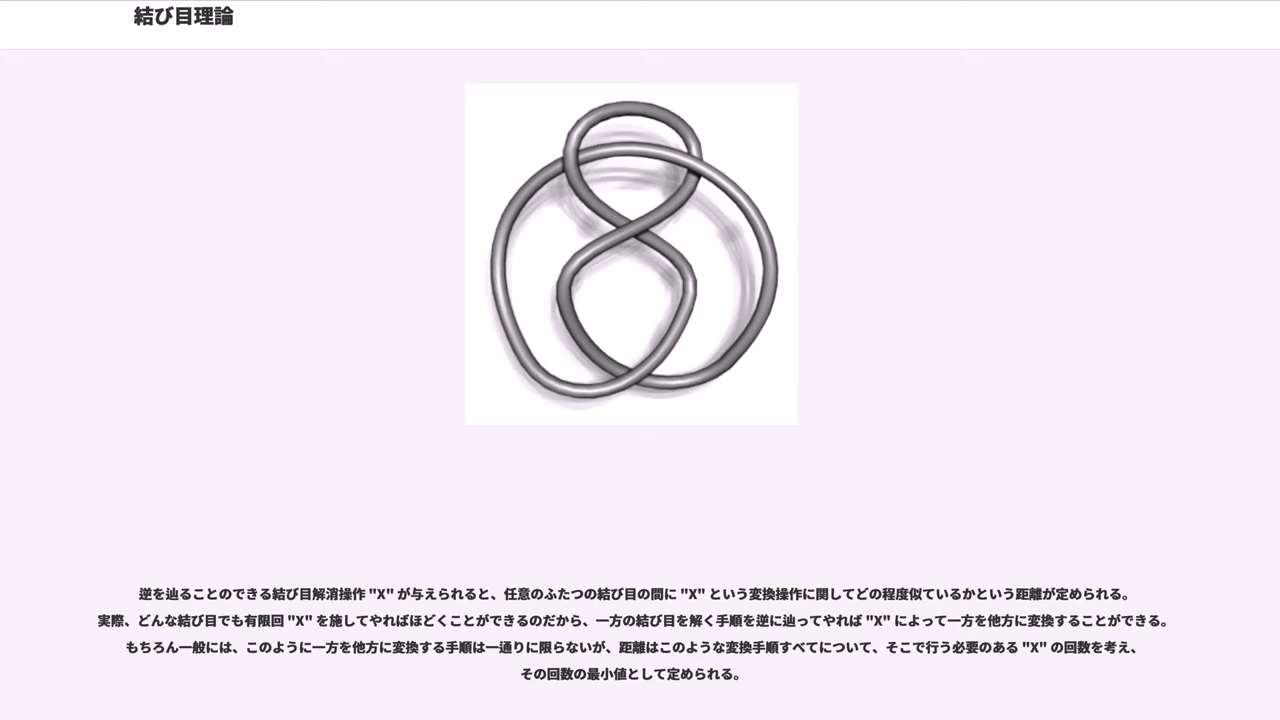 結び目理論
逆を辿ることのできる結び目解消操作 "X" が与えられると、任意のふたつの結び目の間に "X" という変換操作に関してどの程度似ているかという距離が定められる。
実際、どんな結び目でも有限回 "X" を施してやればほどくことができるのだから、一方の結び目を解く手順を逆に辿ってやれば "X" によって一方を他方に変換することができる。
もちろん一般には、このように一方を他方に変換する手順は一通りに限らないが、距離はこのような変換手順すべてについて、そこで行う必要のある "X" の回数を考え、
その回数の最小値として定められる。